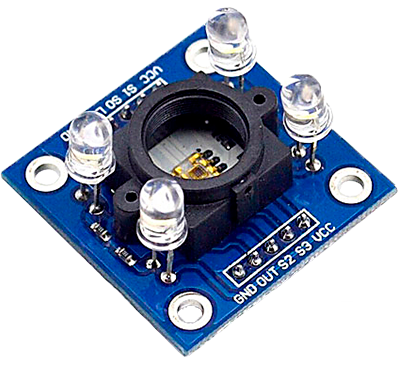 VCC S1 S0
GND OUT S2 S3 VCC